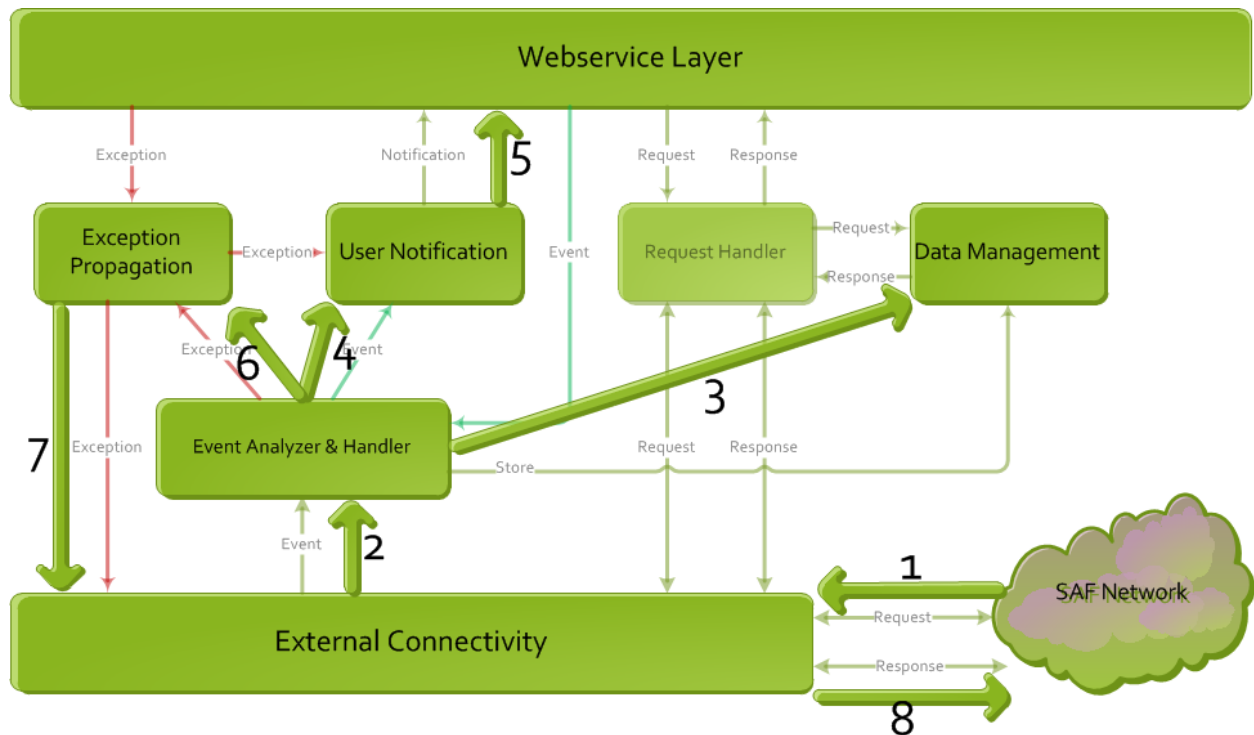 Webservice Layer
Exception
Notification
5
Request
Response
Exception
Propagation
Exception
User Notification
Event
Request Handler
Request
Response
Data Management
Exception
6
4
Event
3
7
Exception
Event Analyzer & Handler
Request
Response
Store
Event
2
1
SAF Network
SAF Network
External Connectivity
Request
Response
8